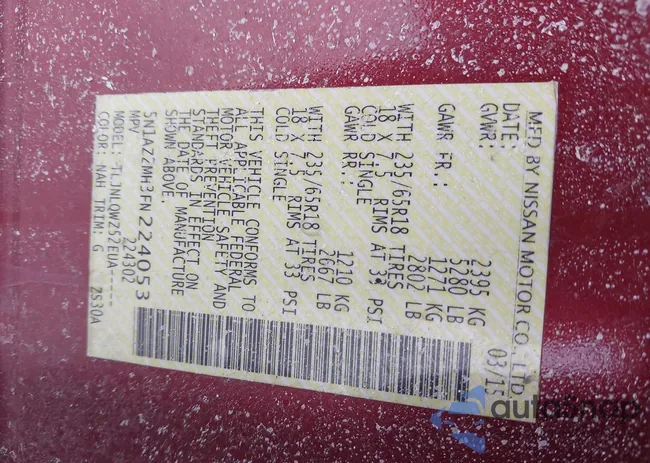 MFD BY NISSAN MOTOR CO., LTD.
DATE: 03/15
GVWR: 2395 KG
5280 LB
GAWR FR.: 1271 KG
2802 LB
WITH 235/65R18 TIRES
18 X 7.5 RIMS AT 33 PSI
COLD SINGLE
GAWR RR.: 1210 KG
2667 LB
WITH 235/65R18 TIRES
18 X 7.5 RIMS AT 33 PSI
COLD SINGLE
THIS VEHICLE CONFORMS TO
ALL APPLICABLE FEDERAL
MOTOR VEHICLE SAFETY AND
THEFT PREVENTION
STANDARDS IN EFFECT ON
THE DATE OF MANUFACTURE
SHOWN ABOVE.
5N1AZ2MH3FN224053
MPV 224302
MODEL: TLJNLQWZ52EUA-----
COLOR: NAH TRIM: G 2S30A
autosnap